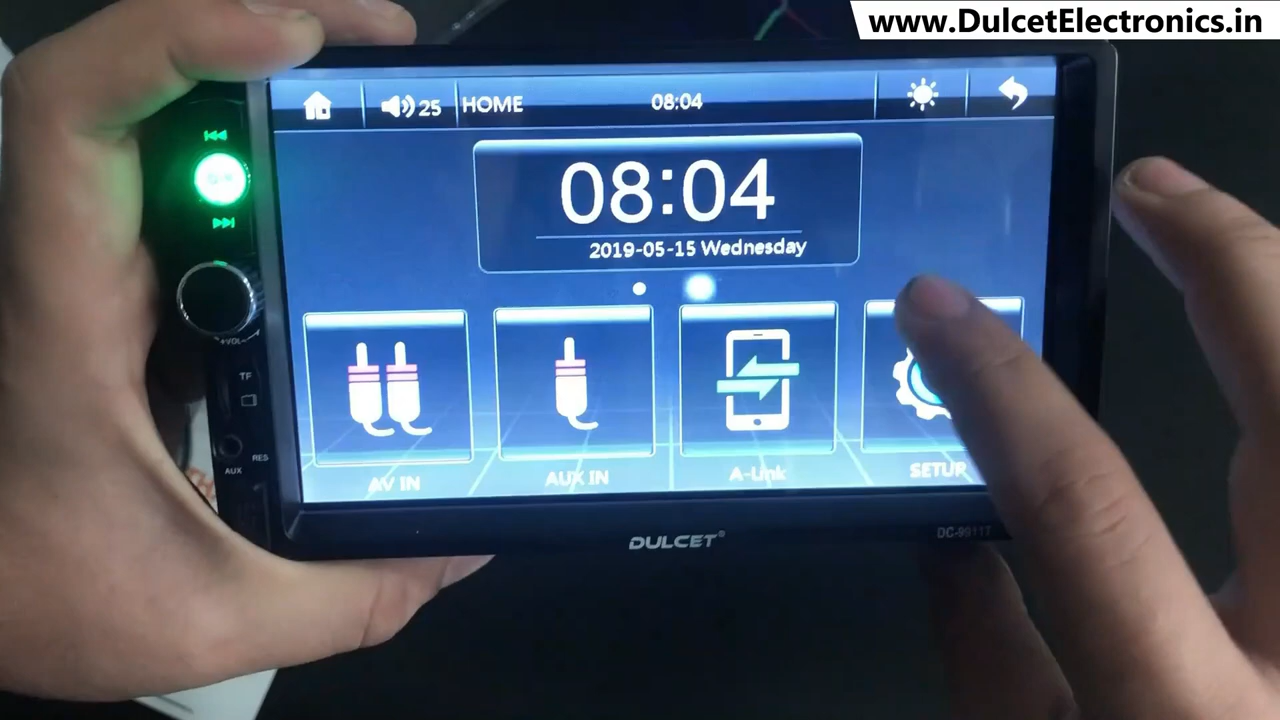 www.DulcetElectronics.in
25
HOME
08:04
08:04
2019-05-15 Wednesday
AV IN
AUX IN
A-Link
SETUP
+VOL-
TF
RES
AUX
DULCET®
DC-9911T